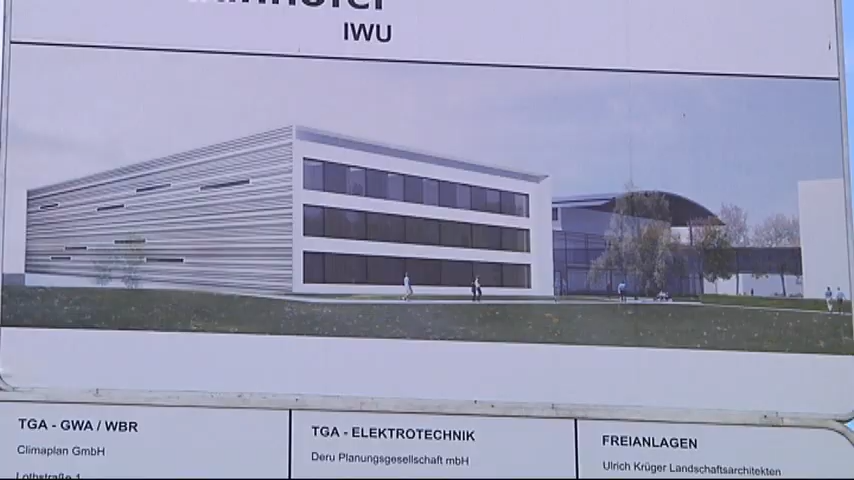 IWU
TGA - GWA / WBR
Climaplan GmbH
TGA - ELEKTROTECHNIK
Deru Planungsgesellschaft mbH
FREIANLAGEN
Ulrich Krüger Landschaftsarchitekten